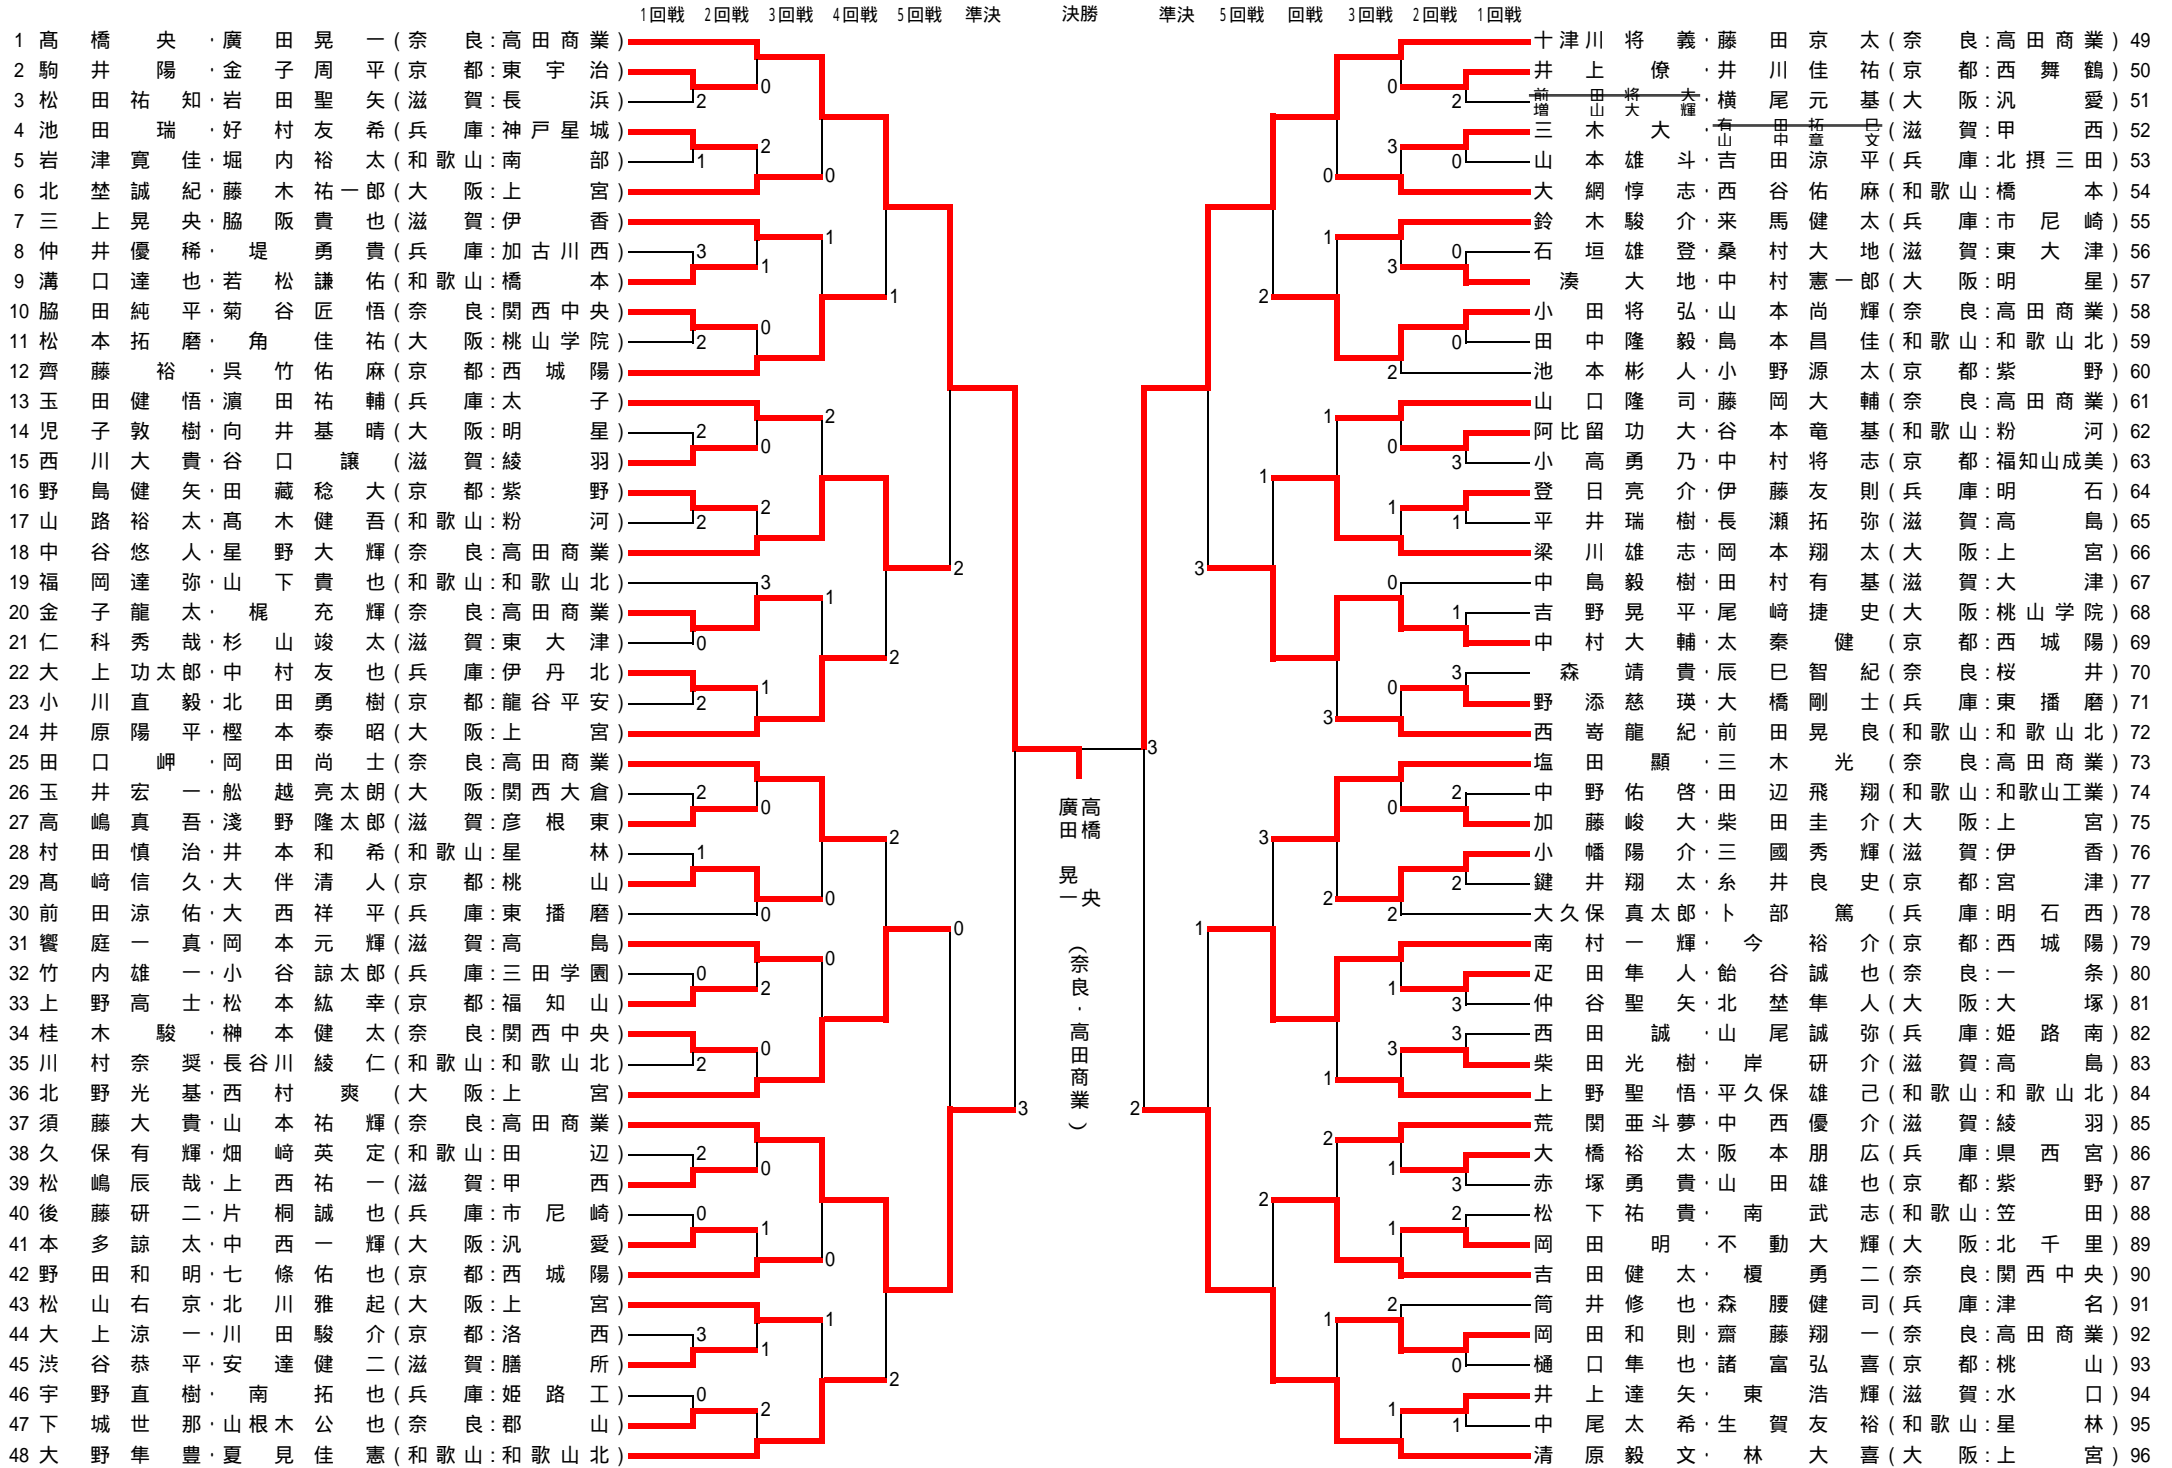 1回戦 2回戦 3回戦 4回戦 5回戦 準決 決勝 準決 5回戦 回戦 3回戦 2回戦 1回戦
1 髙橋央・廣田晃一(奈良:高田商業)
2 駒井陽・金子周平(京都:東宇治)
3 松田祐知・岩田聖矢(滋賀:長浜)
4 池田瑞・好村友希(兵庫:神戸星城)
5 岩津寛佳・堀内裕太(和歌山:南部)
6 北埜誠紀・藤木祐一郎(大阪:上宮)
7 三上晃央・脇阪貴也(滋賀:伊香)
8 仲井優稀・堤勇貴(兵庫:加古川西)
9 溝口達也・若松謙佑(和歌山:橋本)
10 脇田純平・菊谷匠悟(奈良:関西中央)
11 松本拓磨・角佳祐(大阪:桃山学院)
12 齊藤裕・呉竹佑麻(京都:西城陽)
13 玉田健悟・濵田祐輔(兵庫:太子)
14 児子敦樹・向井基晴(大阪:明星)
15 西川大貴・谷口譲(滋賀:綾羽)
16 野島健矢・田藏稔大(京都:紫野)
17 山路裕太・髙木健吾(和歌山:粉河)
18 中谷悠人・星野大輝(奈良:高田商業)
19 福岡達弥・山下貴也(和歌山:和歌山北)
20 金子龍太・梶充輝(奈良:高田商業)
21 仁科秀哉・杉山竣太(滋賀:東大津)
22 大上功太郎・中村友也(兵庫:伊丹北)
23 小川直毅・北田勇樹(京都:龍谷平安)
24 井原陽平・樫本泰昭(大阪:上宮)
25 田口岬・岡田尚士(奈良:高田商業)
26 玉井宏一・舩越亮太朗(大阪:関西大倉)
27 高嶋真吾・淺野隆太郎(滋賀:彦根東)
28 村田慎治・井本和希(和歌山:星林)
29 髙﨑信久・大伴清人(京都:桃山)
30 前田涼佑・大西祥平(兵庫:東播磨)
31 饗庭一真・岡本元輝(滋賀:高島)
32 竹内雄一・小谷諒太郎(兵庫:三田学園)
33 上野高士・松本紘幸(京都:福知山)
34 桂木駿・榊本健太(奈良:関西中央)
35 川村奈奨・長谷川綾仁(和歌山:和歌山北)
36 北野光基・西村爽(大阪:上宮)
37 須藤大貴・山本祐輝(奈良:高田商業)
38 久保有輝・畑﨑英定(和歌山:田辺)
39 松嶋辰哉・上西祐一(滋賀:甲西)
40 後藤研二・片桐誠也(兵庫:市尼崎)
41 本多諒太・中西一輝(大阪:汎愛)
42 野田和明・七條佑也(京都:西城陽)
43 松山右京・北川雅起(大阪:上宮)
44 大上涼一・川田駿介(京都:洛西)
45 渋谷恭平・安達健二(滋賀:膳所)
46 宇野直樹・南拓也(兵庫:姫路工)
47 下城世那・山根木公也(奈良:郡山)
48 大野隼豊・夏見佳憲(和歌山:和歌山北)
高橋央
廣田晃一
(奈良・高田商業)
十津川将義・藤田京太(奈良:高田商業) 49
井上僚・井川佳祐(京都:西舞鶴) 50
前田将大
増山大輝・横尾元基(大阪:汎愛) 51
三木大・有田拓巳(滋賀:甲西) 52
山中章文
山本雄斗・吉田涼平(兵庫:北摂三田) 53
大網惇志・西谷佑麻(和歌山:橋本) 54
鈴木駿介・来馬健太(兵庫:市尼崎) 55
石垣雄登・桑村大地(滋賀:東大津) 56
湊大地・中村憲一郎(大阪:明星) 57
小田将弘・山本尚輝(奈良:高田商業) 58
田中隆毅・島本昌佳(和歌山:和歌山北) 59
池本彬人・小野源太(京都:紫野) 60
山口隆司・藤岡大輔(奈良:高田商業) 61
阿比留功大・谷本竜基(和歌山:粉河) 62
小高勇乃・中村将志(京都:福知山成美) 63
登日亮介・伊藤友則(兵庫:明石) 64
平井瑞樹・長瀬拓弥(滋賀:高島) 65
梁川雄志・岡本翔太(大阪:上宮) 66
中島毅樹・田村有基(滋賀:大津) 67
吉野晃平・尾﨑捷史(大阪:桃山学院) 68
中村大輔・太秦健(京都:西城陽) 69
森靖貴・辰巳智紀(奈良:桜井) 70
野添慈瑛・大橋剛士(兵庫:東播磨) 71
西嵜龍紀・前田晃良(和歌山:和歌山北) 72
塩田顯・三木光(奈良:高田商業) 73
中野佑啓・田辺飛翔(和歌山:和歌山工業) 74
加藤峻大・柴田圭介(大阪:上宮) 75
小幡陽介・三國秀輝(滋賀:伊香) 76
鍵井翔太・糸井良史(京都:宮津) 77
大久保真太郎・卜部篤(兵庫:明石西) 78
南村一輝・今裕介(京都:西城陽) 79
疋田隼人・飴谷誠也(奈良:一条) 80
仲谷聖矢・北埜隼人(大阪:大塚) 81
西田誠・山尾誠弥(兵庫:姫路南) 82
柴田光樹・岸研介(滋賀:高島) 83
上野聖悟・平久保雄己(和歌山:和歌山北) 84
荒関亜斗夢・中西優介(滋賀:綾羽) 85
大橋裕太・阪本朋広(兵庫:県西宮) 86
赤塚勇貴・山田雄也(京都:紫野) 87
松下祐貴・南武志(和歌山:笠田) 88
岡田明・不動大輝(大阪:北千里) 89
吉田健太・榎勇二(奈良:関西中央) 90
筒井修也・森腰健司(兵庫:津名) 91
岡田和則・齋藤翔一(奈良:高田商業) 92
樋口隼也・諸富弘喜(京都:桃山) 93
井上達矢・東浩輝(滋賀:水口) 94
中尾太希・生賀友裕(和歌山:星林) 95
清原毅文・林大喜(大阪:上宮) 96